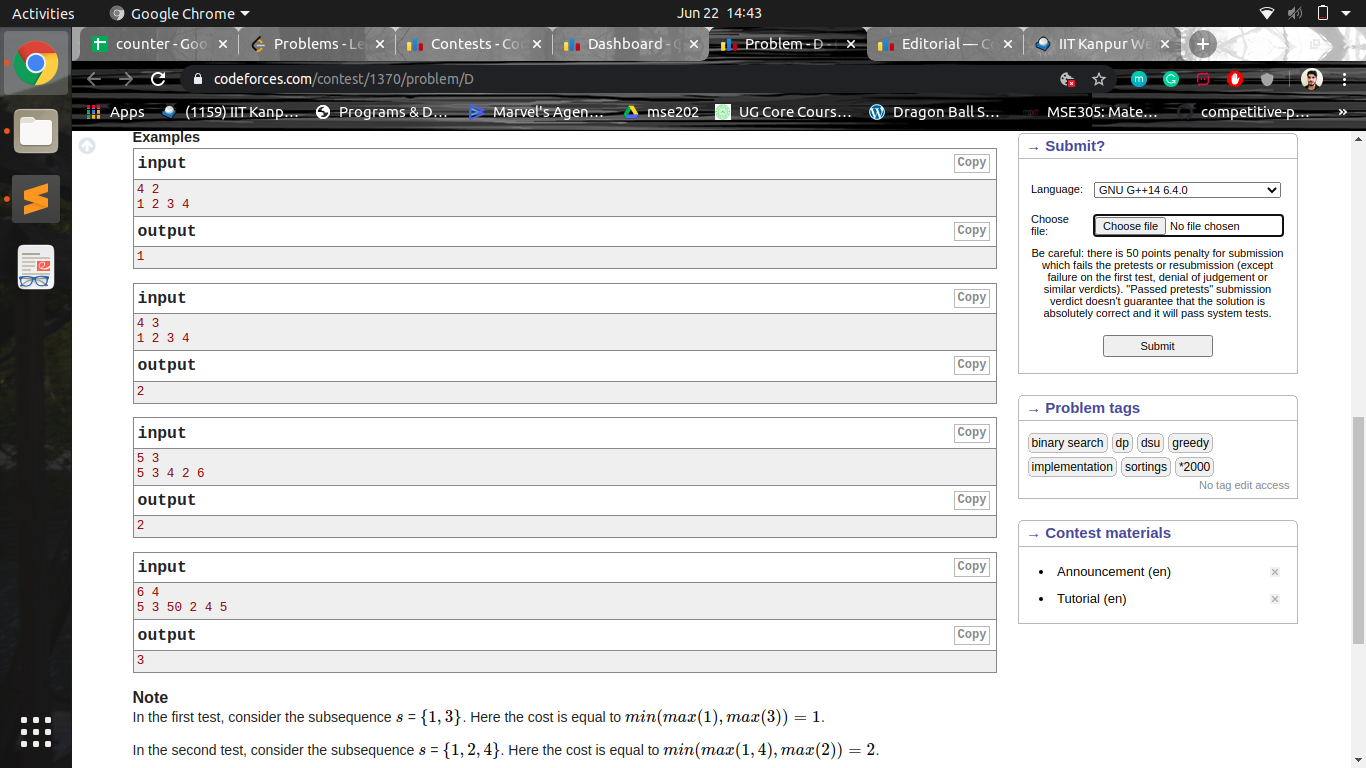 Activities Google Chrome Jun 22 14:43
counter - Goo Problems - Le Contests - Co Dashboard - Problem - D - Editorial — C IIT Kanpur We
codeforces.com/contest/1370/problem/D
Apps (1159) IIT Kanp... Programs & D... Marvel's Agen... mse202 UG Core Cours... Dragon Ball S... MSE305: Mate... competitive-p... »
Examples
input Copy
4 2
1 2 3 4
output Copy
1
input Copy
4 3
1 2 3 4
output Copy
2
input Copy
5 3
5 3 4 2 6
output Copy
2
input Copy
6 4
5 3 50 2 4 5
output Copy
3
Note
In the first test, consider the subsequence s = {1, 3}. Here the cost is equal to min(max(1), max(3)) = 1.
In the second test, consider the subsequence s = {1, 2, 4}. Here the cost is equal to min(max(1, 4), max(2)) = 2.
→ Submit?
Language: GNU G++14 6.4.0
Choose file: Choose file No file chosen
Be careful: there is 50 points penalty for submission
which fails the pretests or resubmission (except
failure on the first test, denial of judgement or
similar verdicts). "Passed pretests" submission
verdict doesn't guarantee that the solution is
absolutely correct and it will pass system tests.
Submit
→ Problem tags
binary search dp dsu greedy
implementation sortings *2000
No tag edit access
→ Contest materials
Announcement (en)
Tutorial (en)